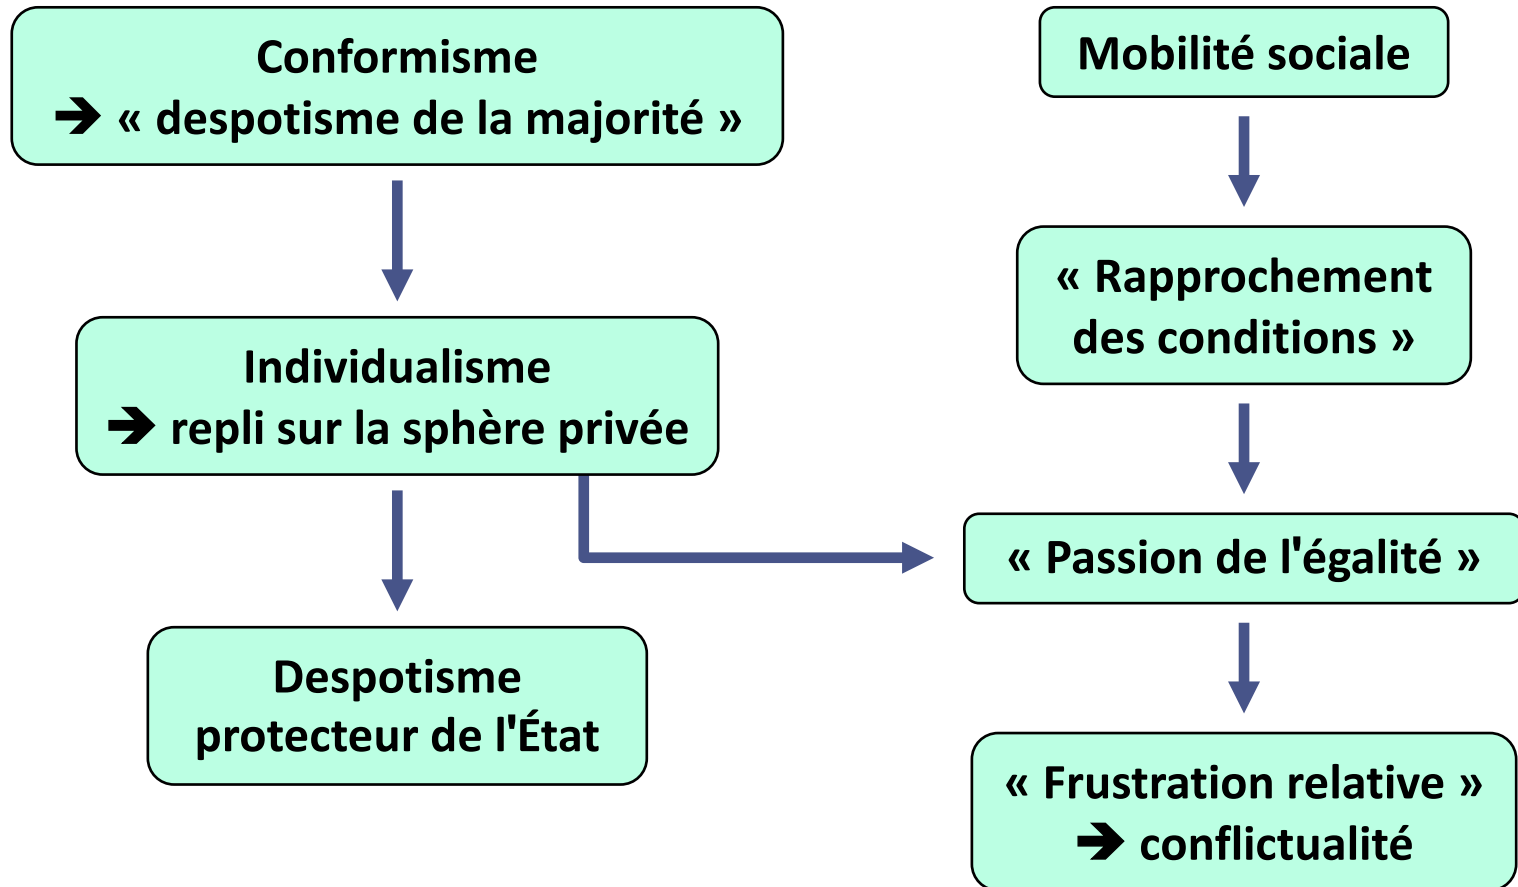 Conformisme
➔ « despotisme de la majorité »
Individualisme
➔ repli sur la sphère privée
Despotisme
protecteur de l'État
Mobilité sociale
« Rapprochement
des conditions »
« Passion de l'égalité »
« Frustration relative »
➔ conflictualité